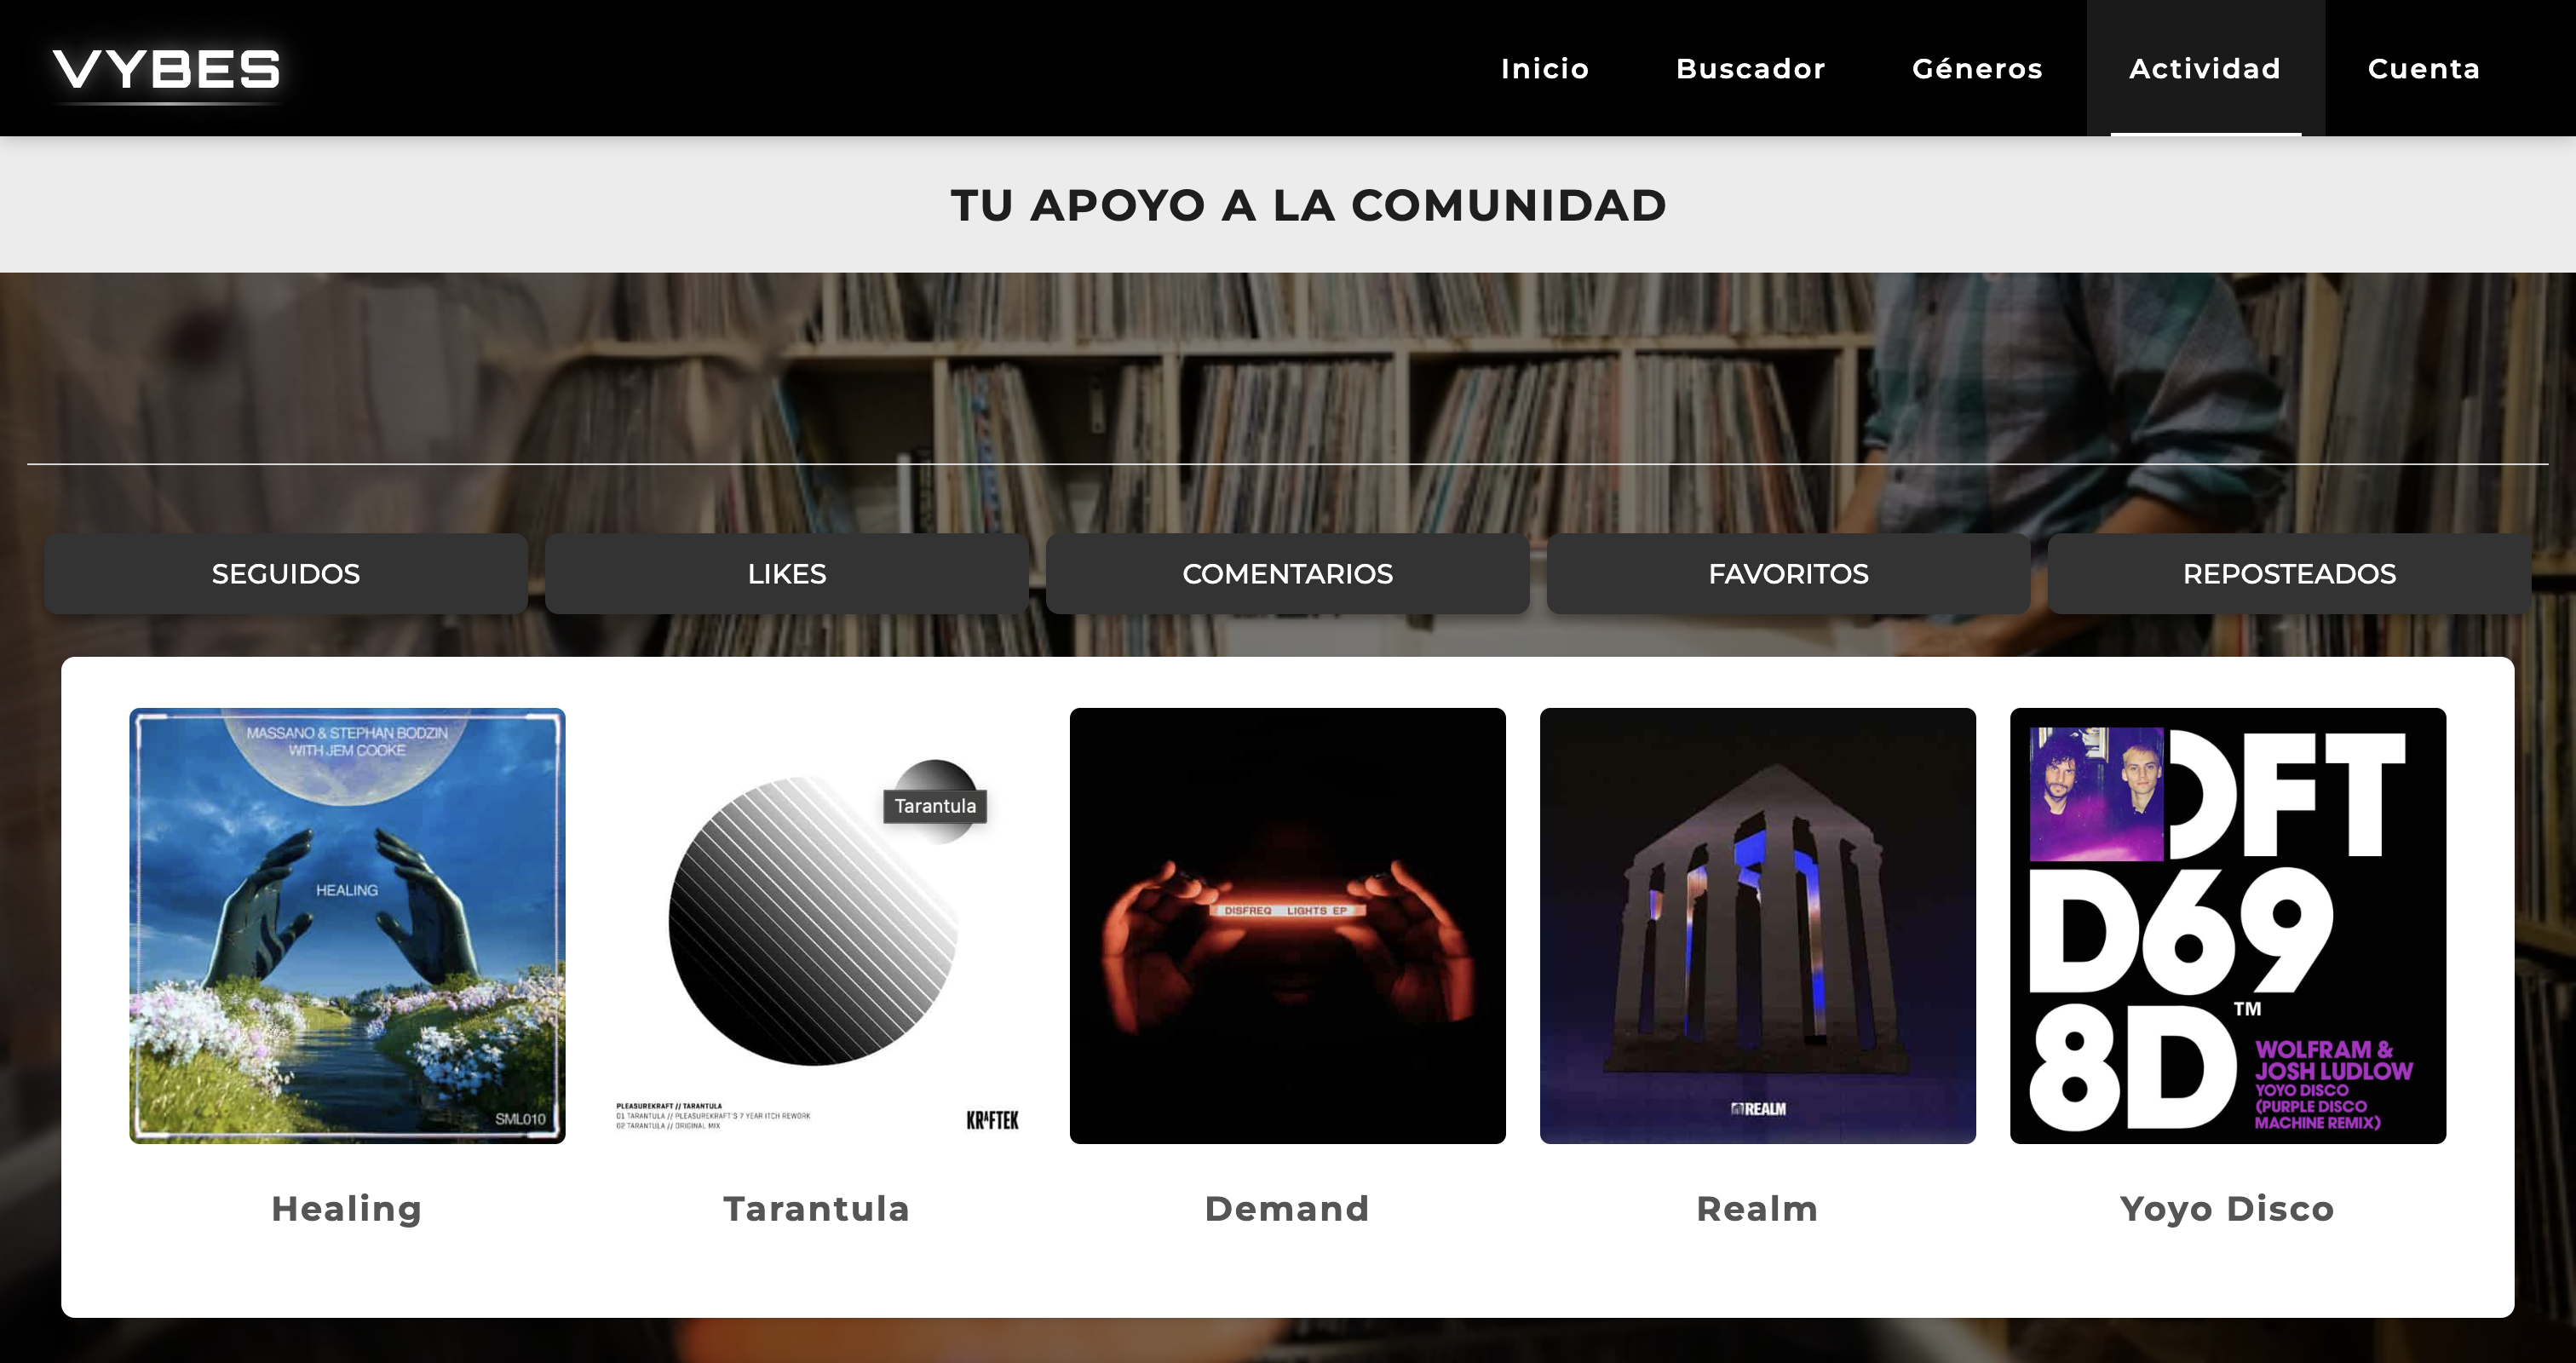 VYBES
Inicio
Buscador
Géneros
Actividad
Cuenta
TU APOYO A LA COMUNIDAD
SEGUIDOS
LIKES
COMENTARIOS
FAVORITOS
REPOSTEADOS
MASSANO & STEPHAN BODZIN
WITH JEM COOKE
HEALING
SML010
Healing
Tarantula
PLEASUREKRAFT // TARANTULA
01 TARANTULA // PLEASUREKRAFT'S 7 YEAR ITCH REWORK
02 TARANTULA // ORIGINAL MIX
KRAFTEK
Tarantula
DISFREQ LIGHTS EP
Demand
REALM
Realm
DFT
D69
8D™
WOLFRAM &
JOSH LUDLOW
YOYO DISCO
(PURPLE DISCO
MACHINE REMIX)
Yoyo Disco